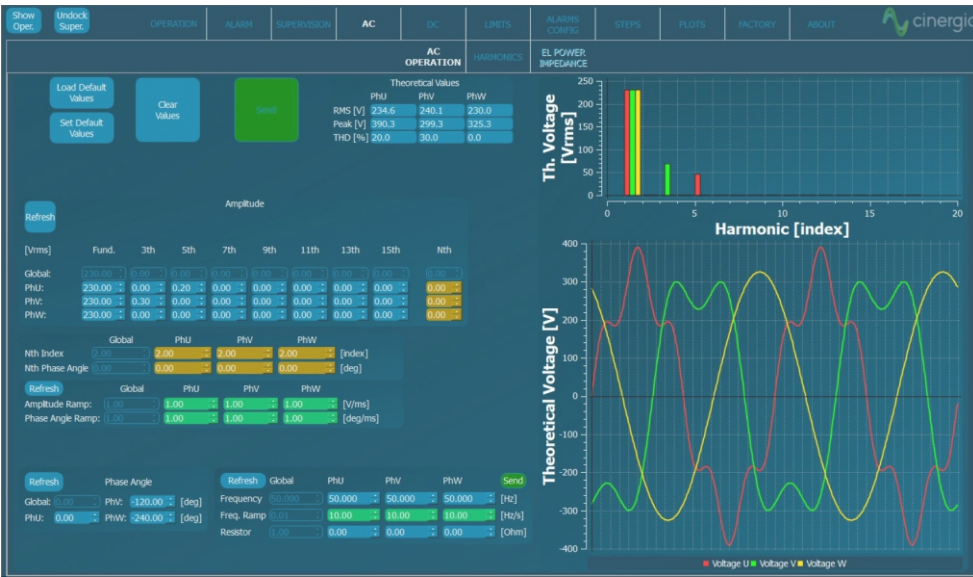 Show Oper.
Undock Super.
OPERATION ALARM SUPERVISION AC DC LIMITS ALARMS CONFIG STEPS PLOTS FACTORY ABOUT
cinergia
AC OPERATION HARMONICS EL POWER IMPEDANCE
Load Default Values
Set Default Values
Clear Values
Send
Theoretical Values
PhU PhV PhW
RMS [V] 234.6 240.1 230.0
Peak [V] 390.3 299.3 325.3
THD [%] 20.0 30.0 0.0
Th. Voltage [Vrms]
250
200
150
100
50
0
0 5 10 15 20
Harmonic [index]
Refresh
Amplitude
[Vrms] Fund. 3th 5th 7th 9th 11th 13th 15th Nth
Global: 230.00 0.00 0.00 0.00 0.00 0.00 0.00 0.00 0.00
PhU: 230.00 0.00 0.20 0.00 0.00 0.00 0.00 0.00 0.00
PhV: 230.00 0.30 0.00 0.00 0.00 0.00 0.00 0.00 0.00
PhW: 230.00 0.00 0.00 0.00 0.00 0.00 0.00 0.00 0.00
Global PhU PhV PhW
Nth Index 2.00 2.00 2.00 2.00 [index]
Nth Phase Angle 0.00 0.00 0.00 0.00 [deg]
Refresh Global PhU PhV PhW
Amplitude Ramp: 1.00 1.00 1.00 1.00 [V/ms]
Phase Angle Ramp: 1.00 1.00 1.00 1.00 [deg/ms]
Refresh Phase Angle
Global: 0.00 PhV: -120.00 [deg]
PhU: 0.00 PhW: -240.00 [deg]
Refresh Global PhU PhV PhW Send
Frequency 50.000 50.000 50.000 50.000 [Hz]
Freq. Ramp 0.01 10.00 10.00 10.00 [Hz/s]
Resistor 1.00 0.00 0.00 0.00 [Ohm]
Theoretical Voltage [V]
400
300
200
100
0
-100
-200
-300
-400
Voltage U Voltage V Voltage W